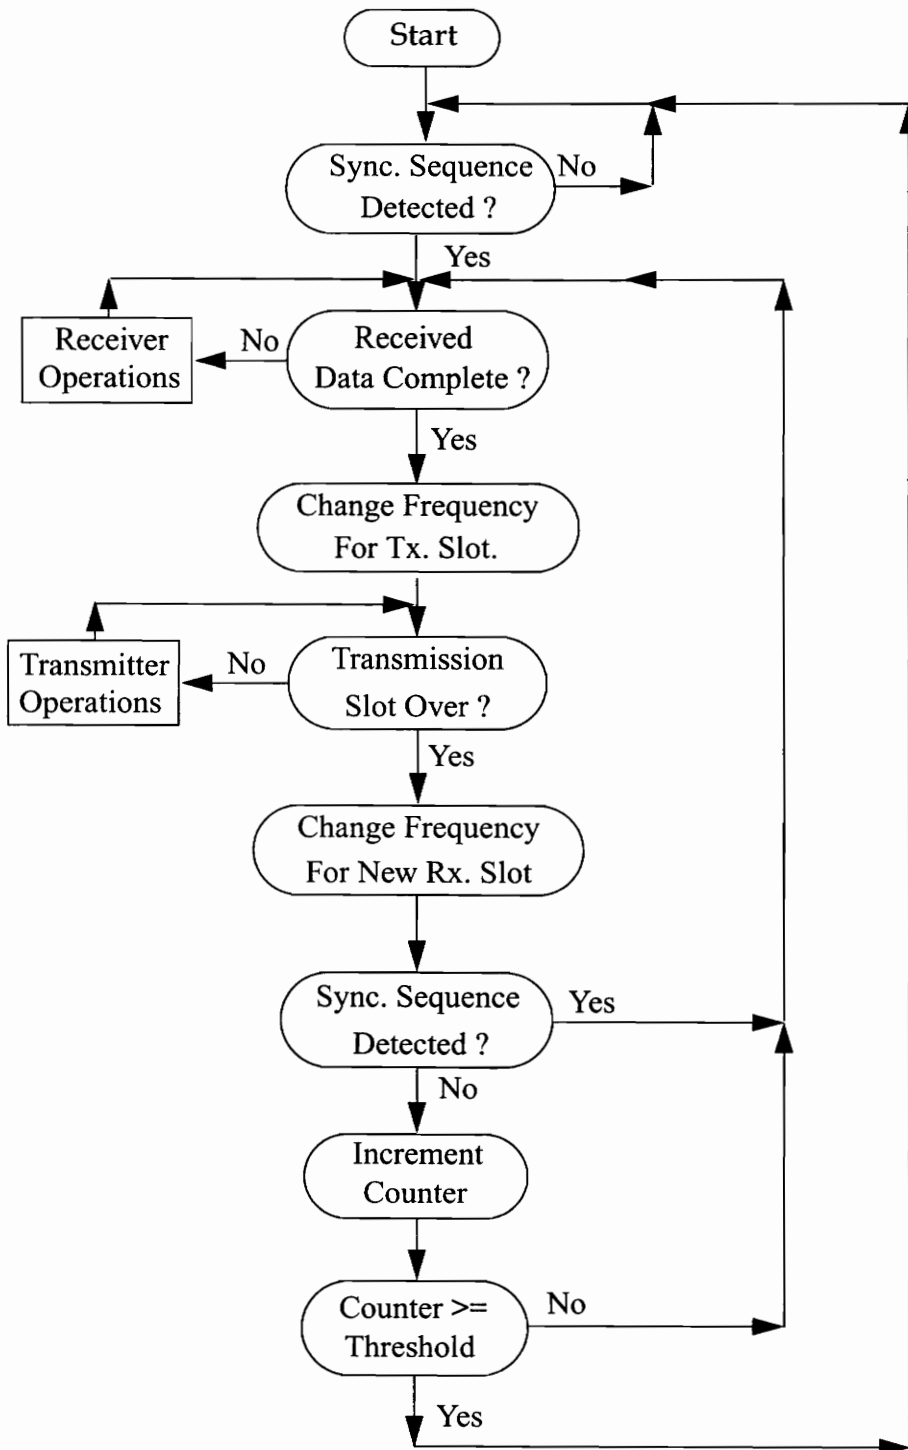 Start
Sync. Sequence
Detected ?
No
Yes
Receiver
Operations
No
Received
Data Complete ?
Yes
Change Frequency
For Tx. Slot.
Transmitter
Operations
No
Transmission
Slot Over ?
Yes
Change Frequency
For New Rx. Slot
Sync. Sequence
Detected ?
Yes
No
Increment
Counter
Counter >=
Threshold
No
Yes